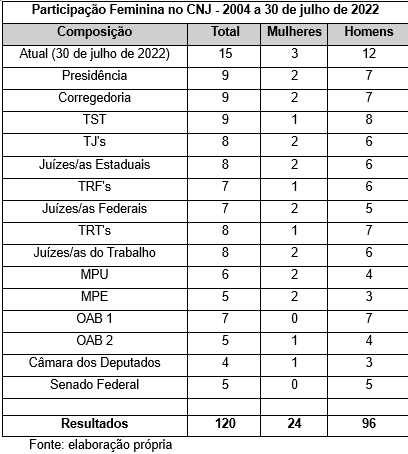 Participação Feminina no CNJ - 2004 a 30 de julho de 2022
Composição Total Mulheres Homens
Atual (30 de julho de 2022) 15 3 12
Presidência 9 2 7
Corregedoria 9 2 7
TST 9 1 8
TJ's 8 2 6
Juízes/as Estaduais 8 2 6
TRF's 7 1 6
Juízes/as Federais 7 2 5
TRT's 8 1 7
Juízes/as do Trabalho 8 2 6
MPU 6 2 4
MPE 5 2 3
OAB 1 7 0 7
OAB 2 5 1 4
Câmara dos Deputados 4 1 3
Senado Federal 5 0 5
Resultados 120 24 96
Fonte: elaboração própria